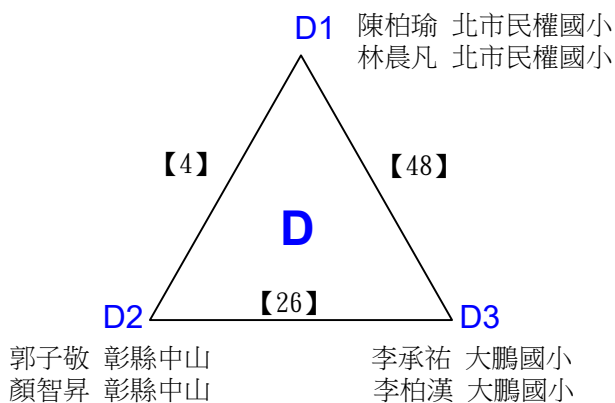 D1 陳柏瑜 北市民權國小
林晨凡 北市民權國小
【4】 【48】
D
【26】
D2 D3
郭子敬 彰縣中山 李承祐 大鵬國小
顏智昇 彰縣中山 李柏漢 大鵬國小